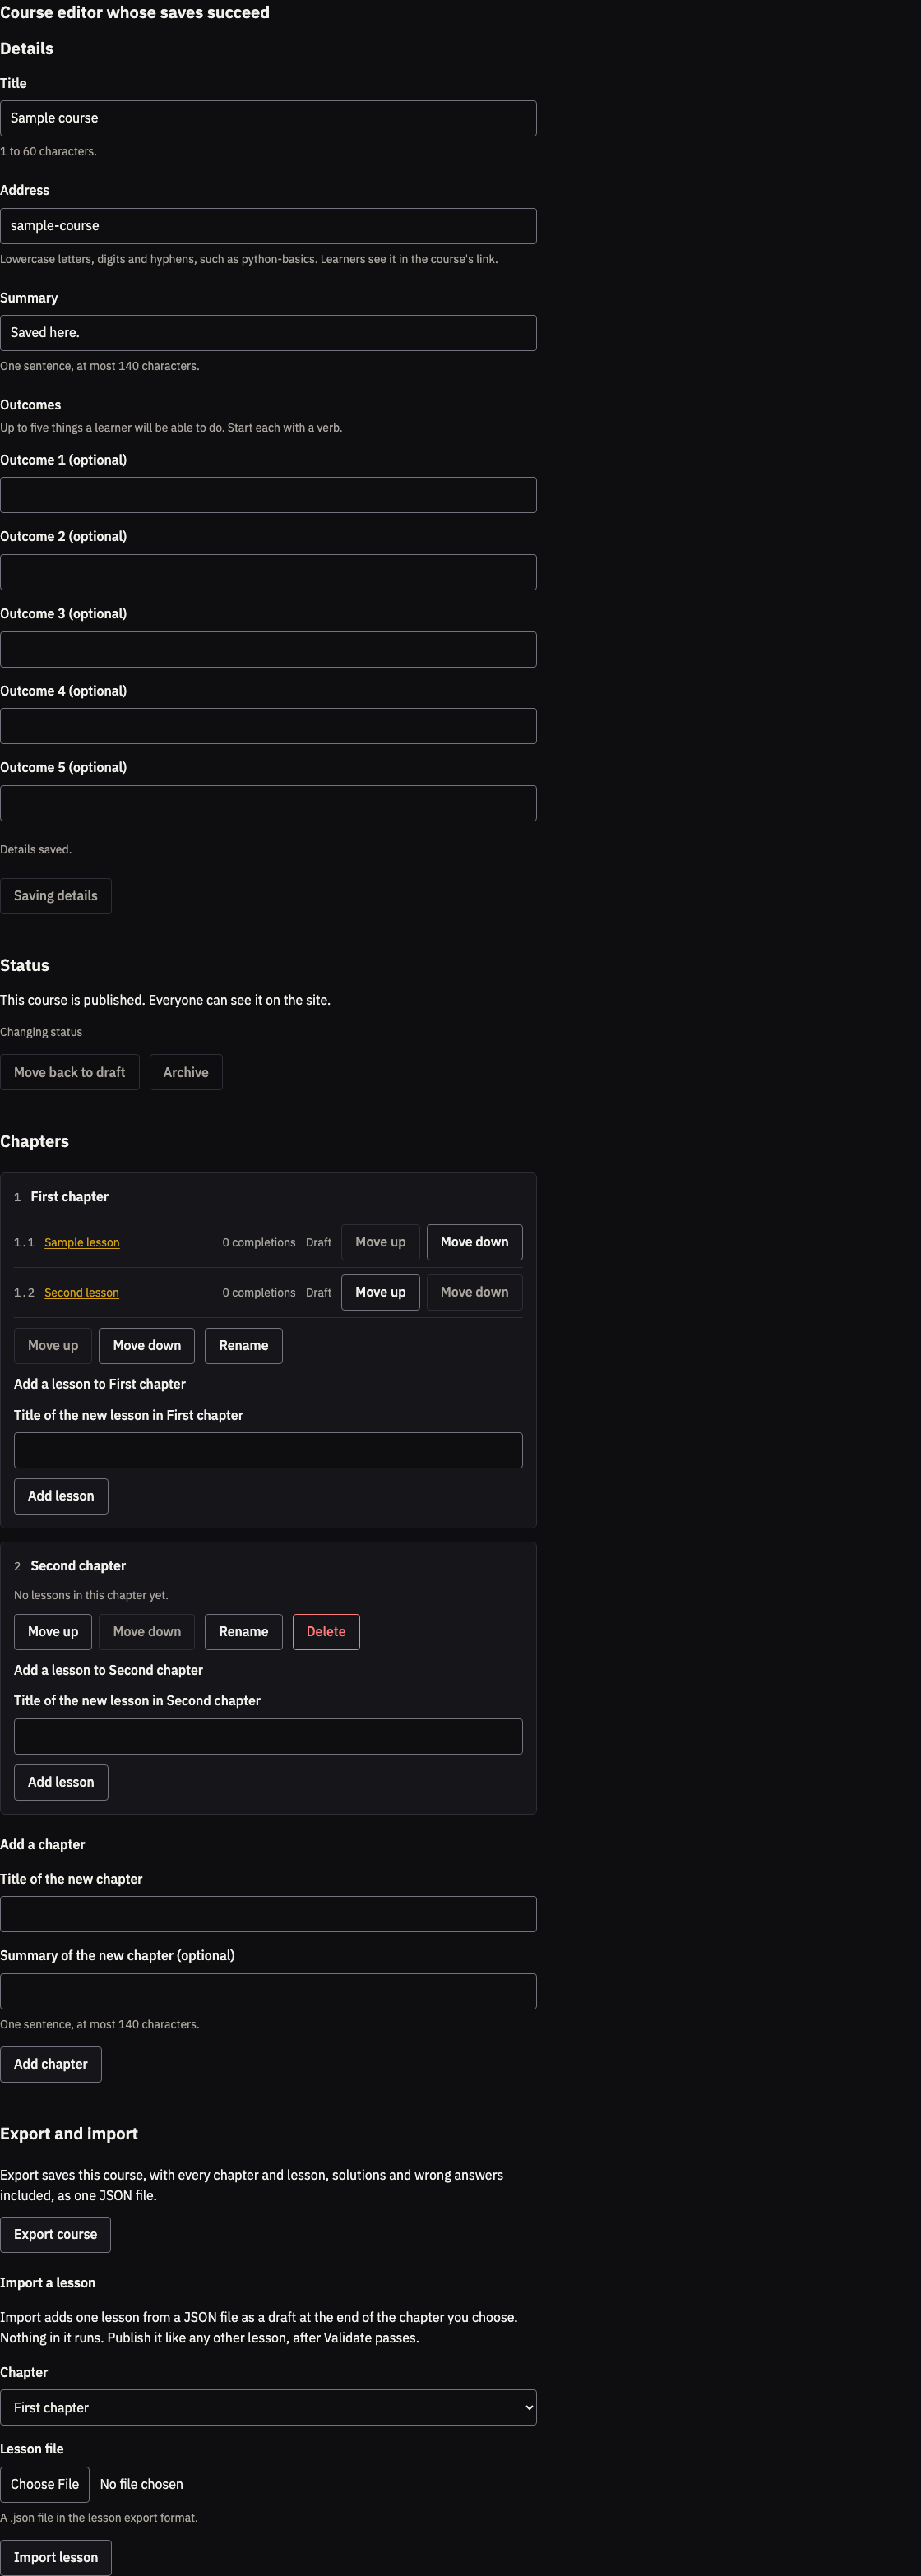 Course editor whose saves succeed
Details
Title
Sample course
1 to 60 characters.
Address
sample-course
Lowercase letters, digits and hyphens, such as python-basics. Learners see it in the course's link.
Summary
Saved here.
One sentence, at most 140 characters.
Outcomes
Up to five things a learner will be able to do. Start each with a verb.
Outcome 1 (optional)
Outcome 2 (optional)
Outcome 3 (optional)
Outcome 4 (optional)
Outcome 5 (optional)
Details saved.
Saving details
Status
This course is published. Everyone can see it on the site.
Changing status
Move back to draft Archive
Chapters
1 First chapter
1.1 Sample lesson 0 completions Draft Move up Move down
1.2 Second lesson 0 completions Draft Move up Move down
Move up Move down Rename
Add a lesson to First chapter
Title of the new lesson in First chapter
Add lesson
2 Second chapter
No lessons in this chapter yet.
Move up Move down Rename Delete
Add a lesson to Second chapter
Title of the new lesson in Second chapter
Add lesson
Add a chapter
Title of the new chapter
Summary of the new chapter (optional)
One sentence, at most 140 characters.
Add chapter
Export and import
Export saves this course, with every chapter and lesson, solutions and wrong answers
included, as one JSON file.
Export course
Import a lesson
Import adds one lesson from a JSON file as a draft at the end of the chapter you choose.
Nothing in it runs. Publish it like any other lesson, after Validate passes.
Chapter
First chapter
Lesson file
Choose File No file chosen
A .json file in the lesson export format.
Import lesson